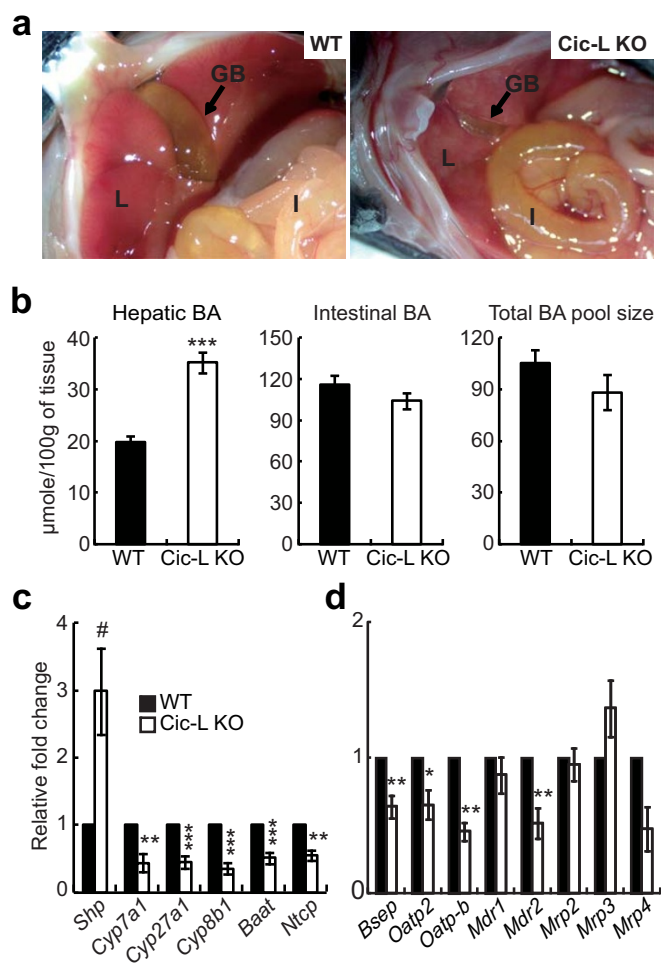 a
WT
GB
L
I
Cic-L KO
GB
L
I
b
Hepatic BA
Intestinal BA
Total BA pool size
µmole/100g of tissue
40
30
20
10
0
***
WT
Cic-L KO
150
120
90
60
30
0
WT
Cic-L KO
120
90
60
30
0
WT
Cic-L KO
c
Relative fold change
4
3
2
1
0
#
**
***
***
***
**
WT
Cic-L KO
Shp
Cyp7a1
Cyp27a1
Cyp8b1
Baat
Ntcp
d
2
1
0
**
*
**
**
Bsep
Oatp2
Oatp-b
Mdr1
Mdr2
Mrp2
Mrp3
Mrp4